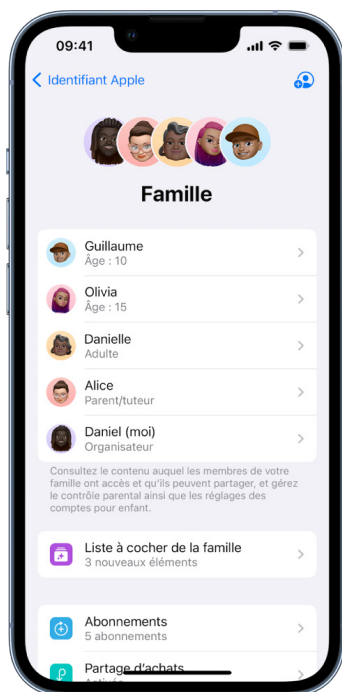 09:41
Identifiant Apple
Famille
Guillaume
Âge : 10
Olivia
Âge : 15
Danielle
Adulte
Alice
Parent/tuteur
Daniel (moi)
Organisateur
Consultez le contenu auquel les membres de votre
famille ont accès et qu'ils peuvent partager, et gérez
le contrôle parental ainsi que les réglages des
comptes pour enfant.
Liste à cocher de la famille
3 nouveaux éléments
Abonnements
5 abonnements
Partage d'achats